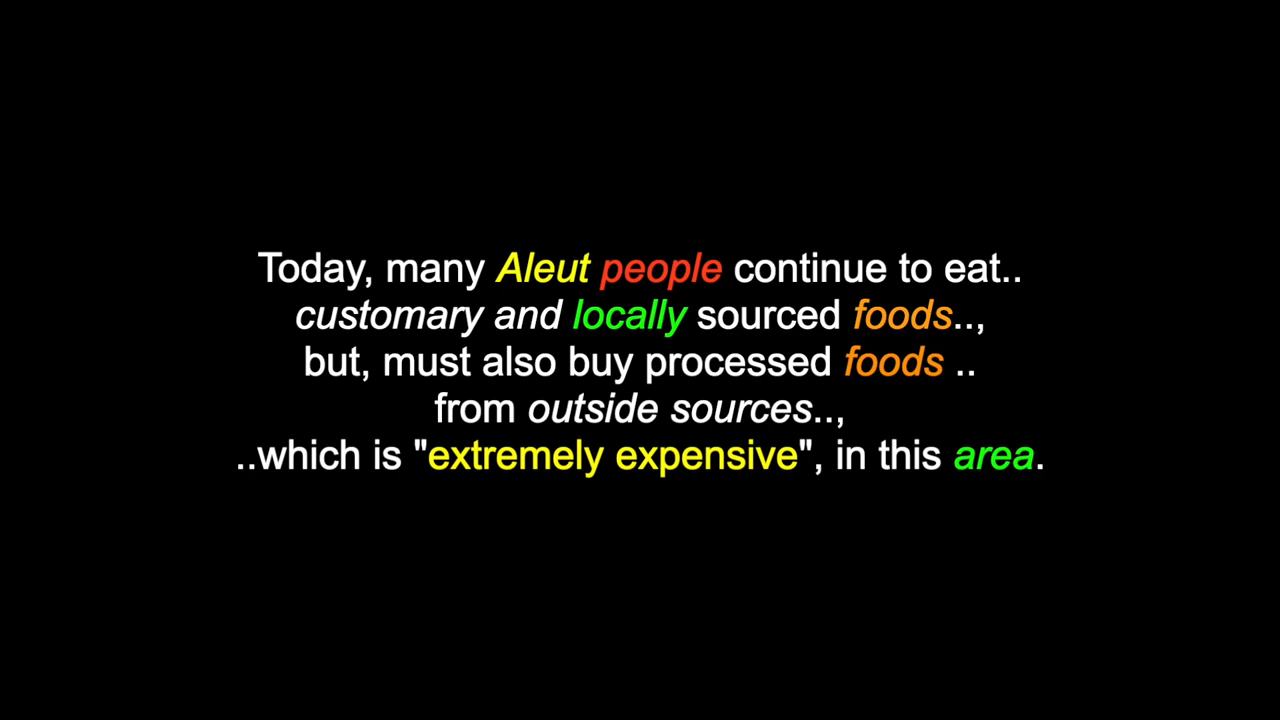 Today, many Aleut people continue to eat..
customary and locally sourced foods..,
but, must also buy processed foods ..
from outside sources..,
..which is "extremely expensive", in this area.